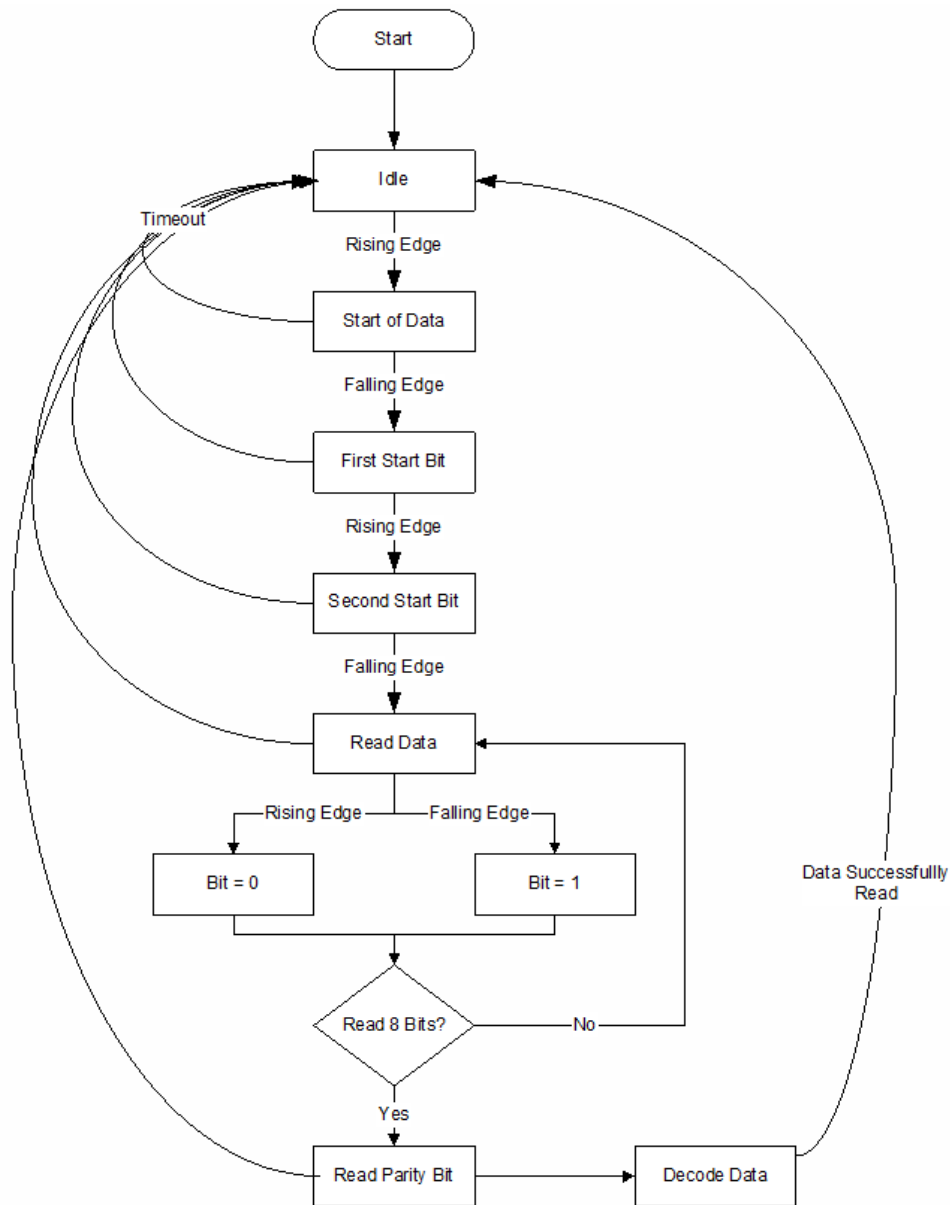 Start
Idle
Timeout
Rising Edge
Start of Data
Falling Edge
First Start Bit
Rising Edge
Second Start Bit
Falling Edge
Read Data
Rising Edge
Falling Edge
Bit = 0
Bit = 1
Data Successfullly
Read
Read 8 Bits?
No
Yes
Read Parity Bit
Decode Data